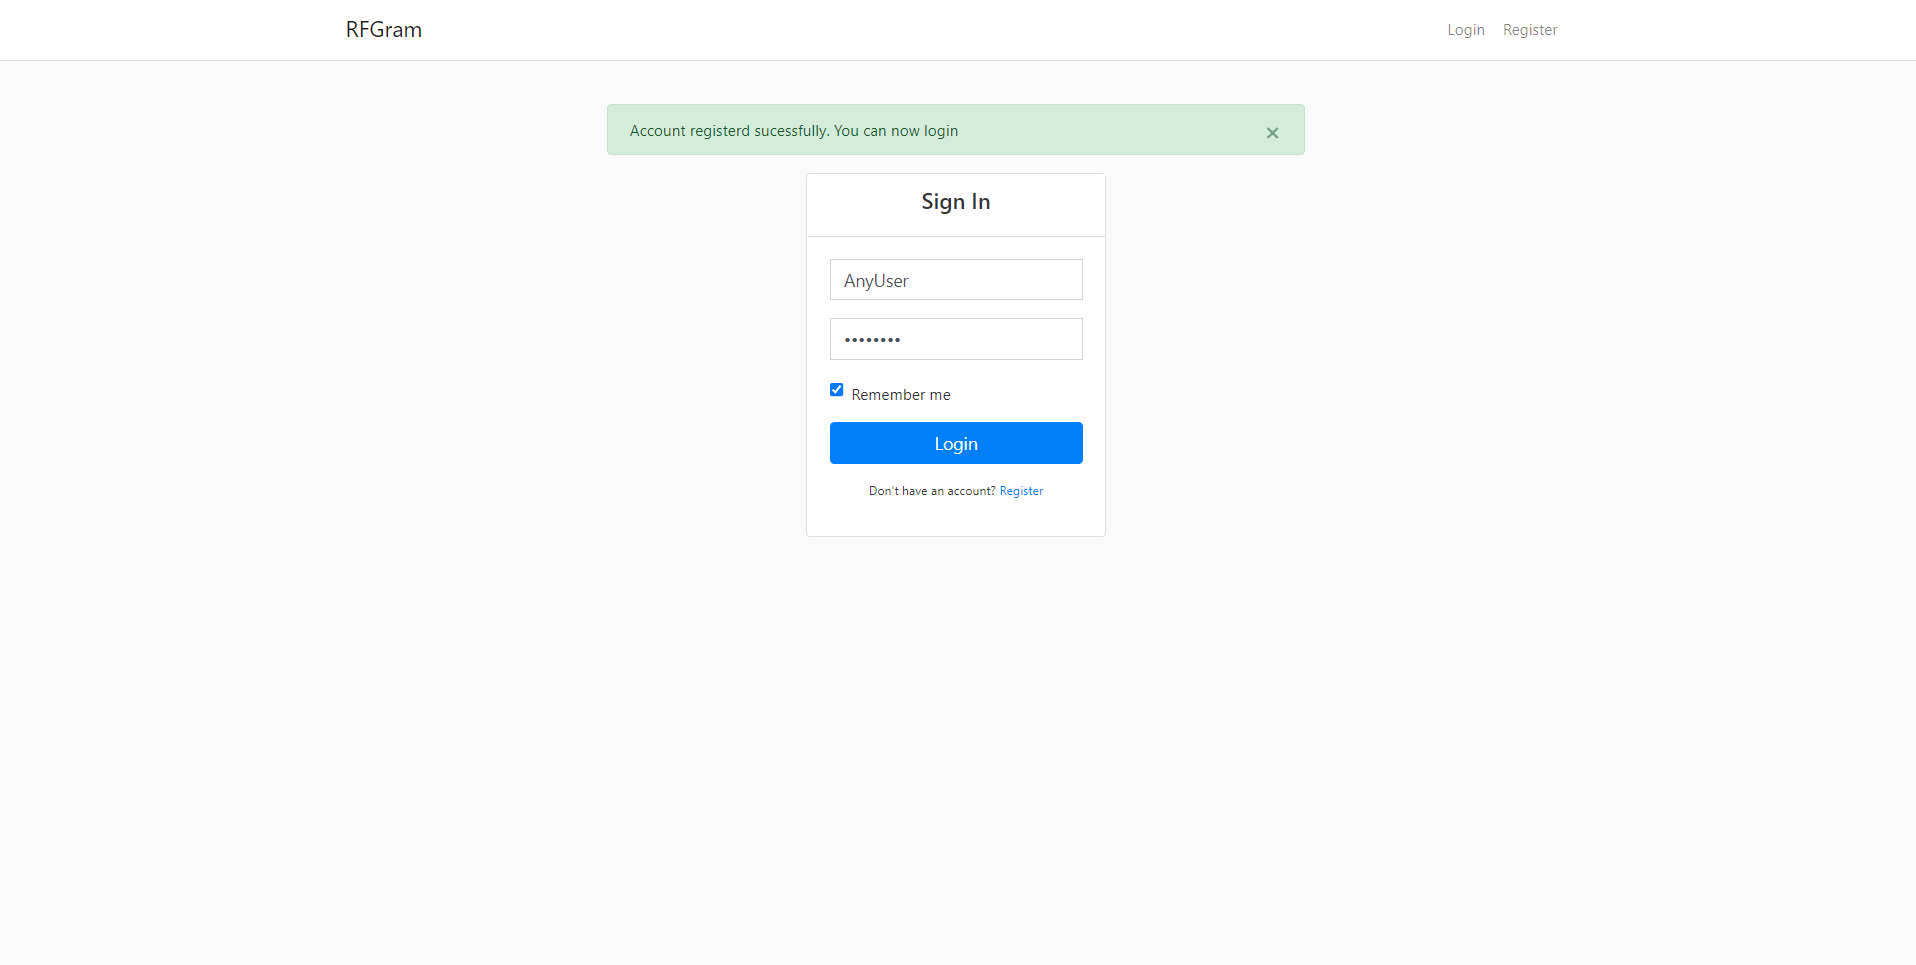 RFGram
Login
Register
Account registerd sucessfully. You can now login
×
Sign In
AnyUser
••••••••
Remember me
Login
Don't have an account? Register